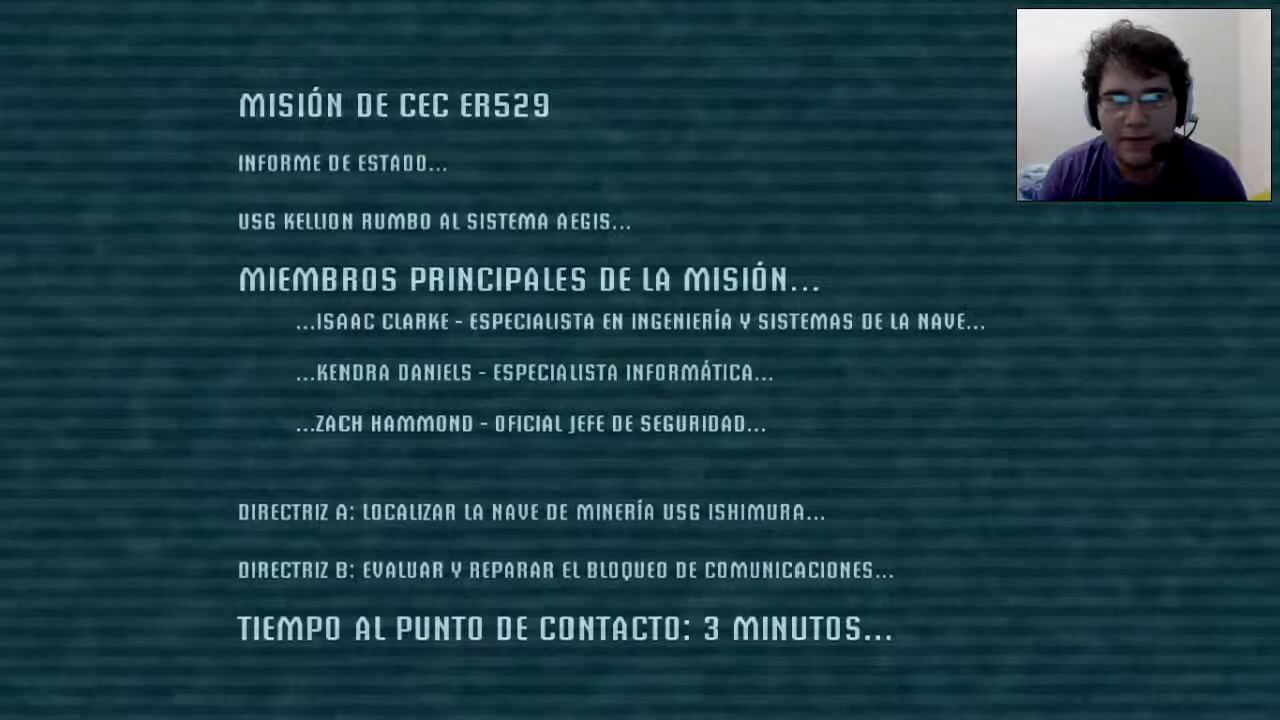 MISIÓN DE CEC ER529
INFORME DE ESTADO...
USG KELLION RUMBO AL SISTEMA AEGIS...
MIEMBROS PRINCIPALES DE LA MISIÓN...
...ISAAC CLARKE - ESPECIALISTA EN INGENIERÍA Y SISTEMAS DE LA NAVE...
...KENDRA DANIELS - ESPECIALISTA INFORMÁTICA...
...ZACH HAMMOND - OFICIAL JEFE DE SEGURIDAD...
DIRECTRIZ A: LOCALIZAR LA NAVE DE MINERÍA USG ISHIMURA...
DIRECTRIZ B: EVALUAR Y REPARAR EL BLOQUEO DE COMUNICACIONES...
TIEMPO AL PUNTO DE CONTACTO: 3 MINUTOS...